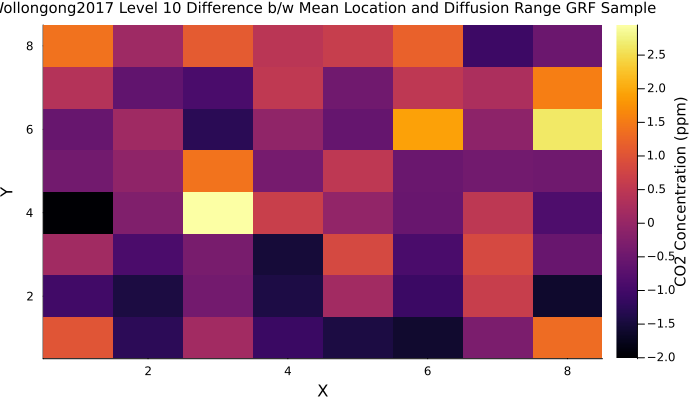 Wollongong2017 Level 10 Difference b/w Mean Location and Diffusion Range GRF Sample
8
6
4
2
Y
2 4 6 8
X
2.5
2.0
1.5
1.0
0.5
0
−0.5
−1.0
−1.5
−2.0
CO2 Concentration (ppm)